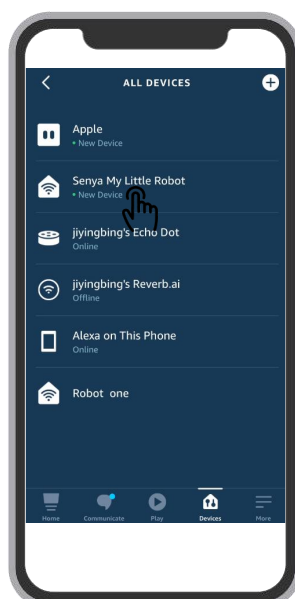 ALL DEVICES
Apple
• New Device
Senya My Little Robot
• New Device
jiyingbing's Echo Dot
Online
jiyingbing's Reverb.ai
Offline
Alexa on This Phone
Online
Robot one
Home Communicate Play Devices More